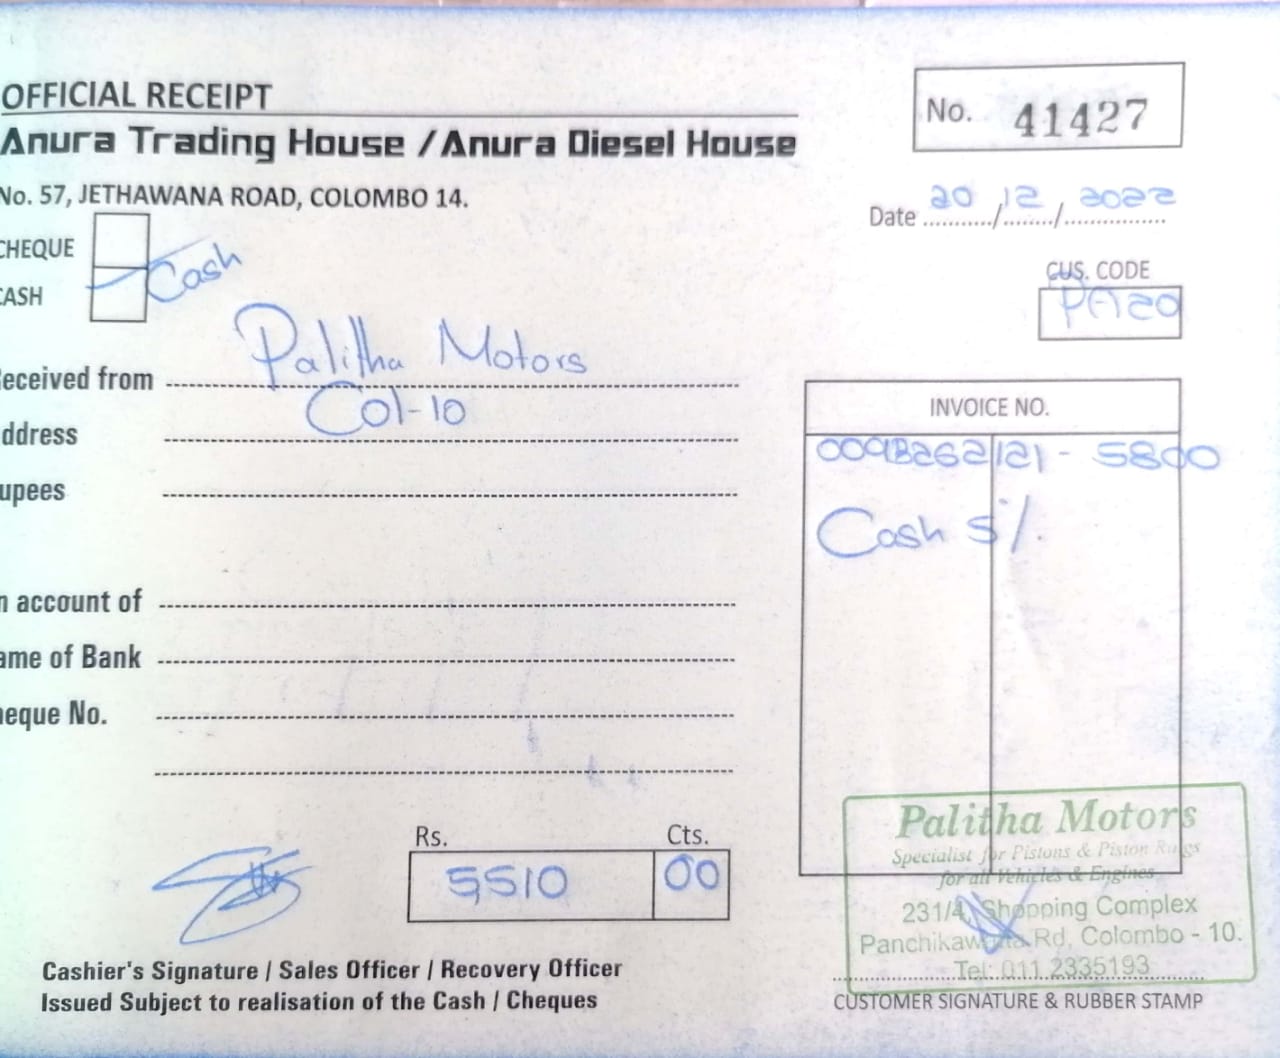 OFFICIAL RECEIPT
Anura Trading House / Anura Diesel House
No. 57, JETHAWANA ROAD, COLOMBO 14.
No. 41427
Date 20/12/2022
CHEQUE
CASH
Cash
CUS. CODE
PA20
eceived from Palitha Motors
ddress Col-10
upees
n account of
ame of Bank
heque No.
INVOICE NO.
5800
Cash 5%
Rs. Cts.
5510 00
Cashier's Signature / Sales Officer / Recovery Officer
Issued Subject to realisation of the Cash / Cheques
Palitha Motors
Specialist for Pistons & Piston Rings
for all Vehicles & Engines
231/4, Shopping Complex
Panchikawatta Rd, Colombo - 10.
Tel: 011 2335193
CUSTOMER SIGNATURE & RUBBER STAMP